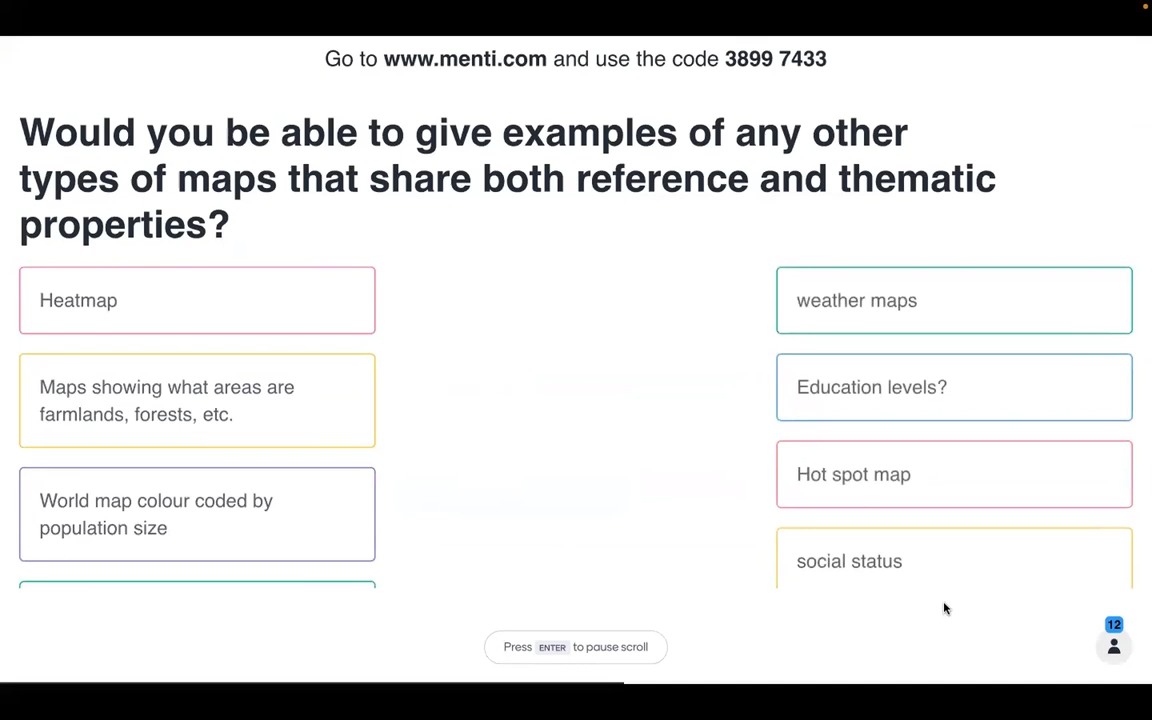 Go to www.menti.com and use the code 3899 7433
Would you be able to give examples of any other
types of maps that share both reference and thematic
properties?
Heatmap
Maps showing what areas are
farmlands, forests, etc.
World map colour coded by
population size
weather maps
Education levels?
Hot spot map
social status
Press ENTER to pause scroll
12